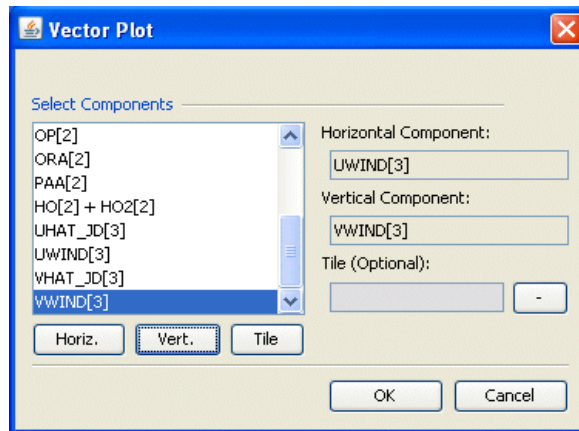 Vector Plot
Select Components
OP[2]
ORA[2]
PAA[2]
HO[2] + HO2[2]
UHAT_JD[3]
UWIND[3]
VHAT_JD[3]
VWIND[3]
Horiz.
Vert.
Tile
Horizontal Component:
UWIND[3]
Vertical Component:
VWIND[3]
Tile (Optional):
-
OK
Cancel